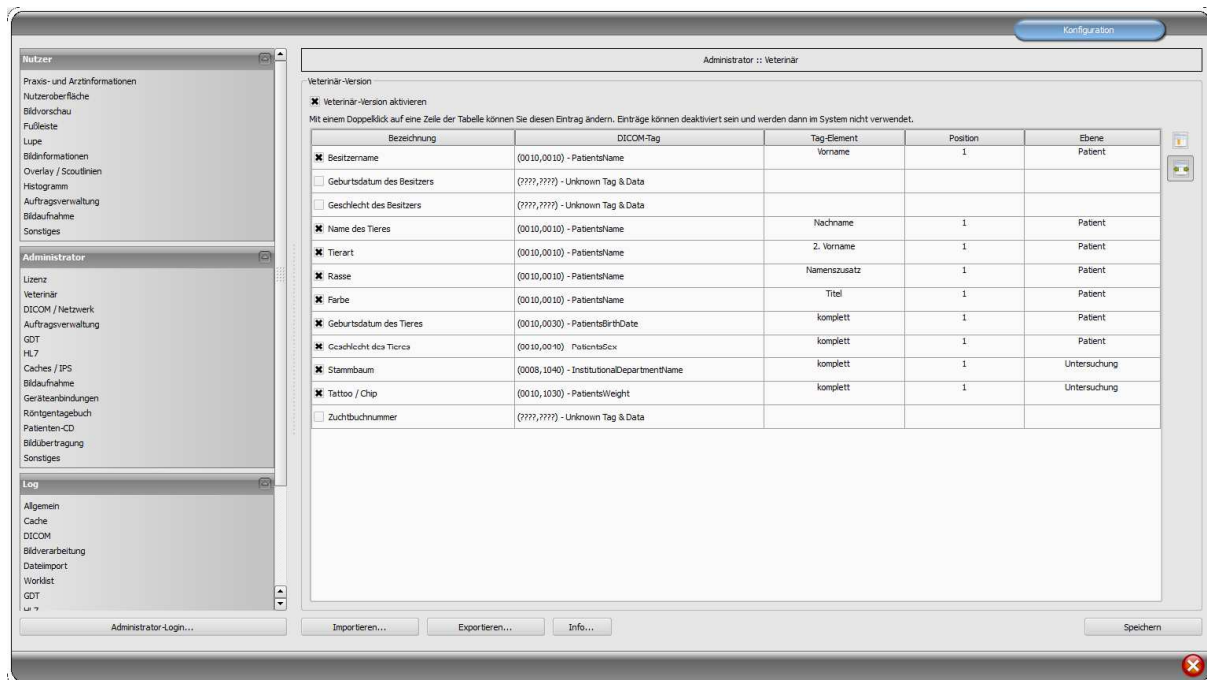 Konfiguration
Nutzer
Praxis- und Arztinformationen
Nutzeroberfläche
Bildvorschau
Fußleiste
Lupe
Bildinformationen
Overlay / Scoutlinien
Histogramm
Auftragsverwaltung
Bildaufnahme
Sonstiges
Administrator
Lizenz
Veterinär
DICOM / Netzwerk
Auftragsverwaltung
GDT
HL7
Caches / IPS
Bildaufnahme
Geräteanbindungen
Röntgentagebuch
Patienten-CD
Bildübertragung
Sonstiges
Log
Allgemein
Cache
DICOM
Bildverarbeitung
Dateiimport
Worklist
GDT
HL7
Administrator-Login...
Administrator :: Veterinär
Veterinär-Version
Veterinär-Version aktivieren
Mit einem Doppelklick auf eine Zeile der Tabelle können Sie diesen Eintrag ändern. Einträge können deaktiviert sein und werden dann im System nicht verwendet.
Bezeichnung DICOM-Tag Tag-Element Position Ebene
Besitzername (0010,0010) - PatientsName Vorname 1 Patient
Geburtsdatum des Besitzers (????,????) - Unknown Tag & Data
Geschlecht des Besitzers (????,????) - Unknown Tag & Data
Name des Tieres (0010,0010) - PatientsName Nachname 1 Patient
Tierart (0010,0010) - PatientsName 2. Vorname 1 Patient
Rasse (0010,0010) - PatientsName Namenszusatz 1 Patient
Farbe (0010,0010) - PatientsName Titel 1 Patient
Geburtsdatum des Tieres (0010,0030) - PatientsBirthDate komplett 1 Patient
Geschlecht des Tieres (0010,0040) - PatientsSex komplett 1 Patient
Stammbaum (0008,1040) - InstitutionalDepartmentName komplett 1 Untersuchung
Tattoo / Chip (0010,1030) - PatientsWeight komplett 1 Untersuchung
Zuchtbuchnummer (????,????) - Unknown Tag & Data
Importieren... Exportieren... Info... Speichern